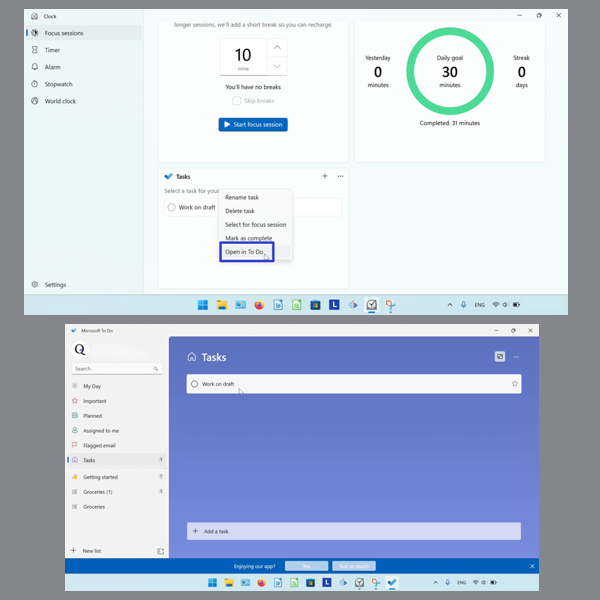 Clock
Focus sessions
Timer
Alarm
Stopwatch
World clock
Settings
longer sessions, we'll add a short break so you can recharge.
10
mins
You'll have no breaks
Skip breaks
Start focus session
Yesterday
0
minutes
Daily goal
30
minutes
Streak
0
days
Completed: 31 minutes
Tasks
Select a task for your
Work on draft
Rename task
Delete task
Select for focus session
Mark as complete
Open in To Do
ENG
Microsoft To Do
Q
Search
My Day
Important
Planned
Assigned to me
Flagged email
Tasks 1
Getting started
Groceries (1)
Groceries
New list
Tasks
Work on draft
Add a task
Enjoying our app? Yes Not so much
ENG